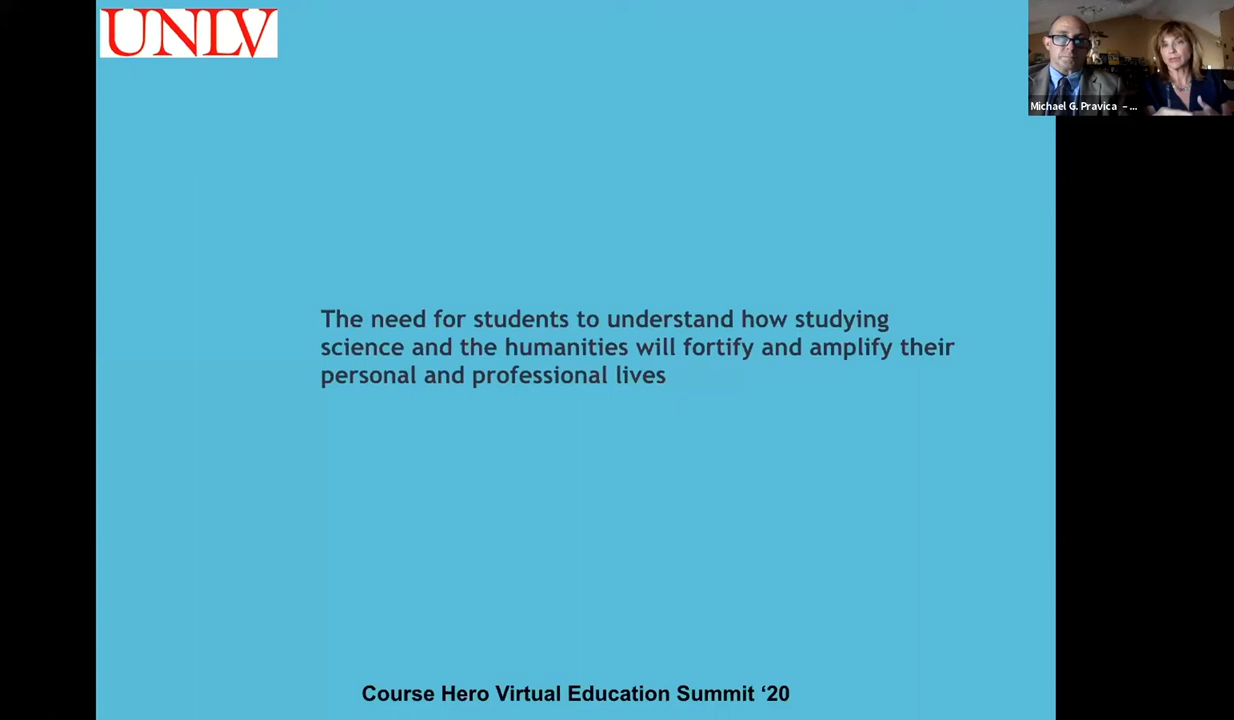 UNLV
Michael G. Pravica – ...
The need for students to understand how studying
science and the humanities will fortify and amplify their
personal and professional lives
Course Hero Virtual Education Summit ‘20